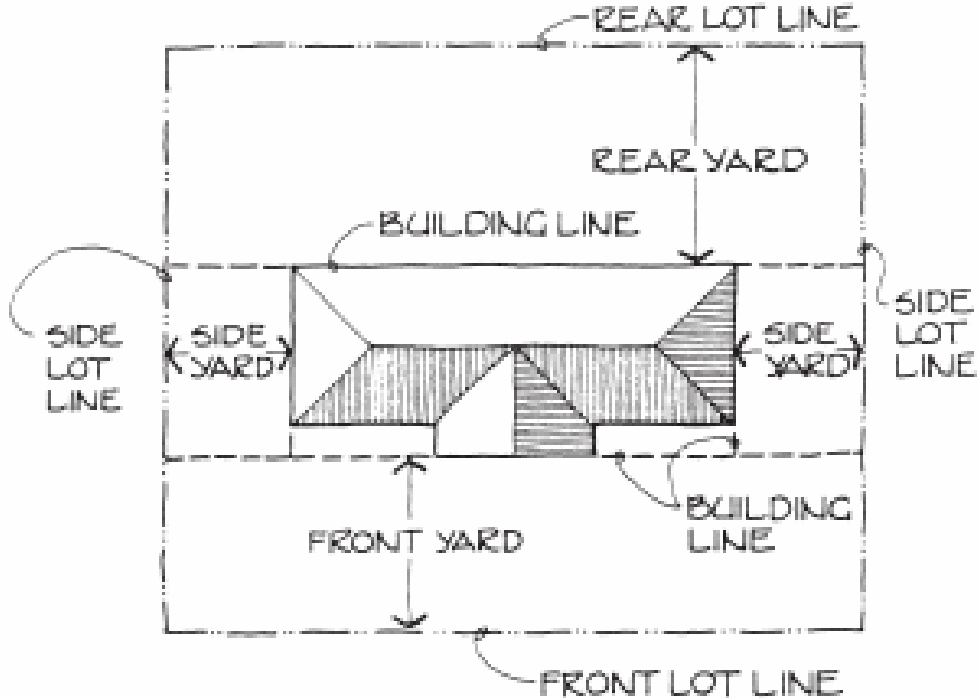 REAR LOT LINE
REAR YARD
BUILDING LINE
SIDE
LOT
LINE
SIDE
YARD
SIDE
YARD
SIDE
LOT
LINE
BUILDING
LINE
FRONT YARD
FRONT LOT LINE